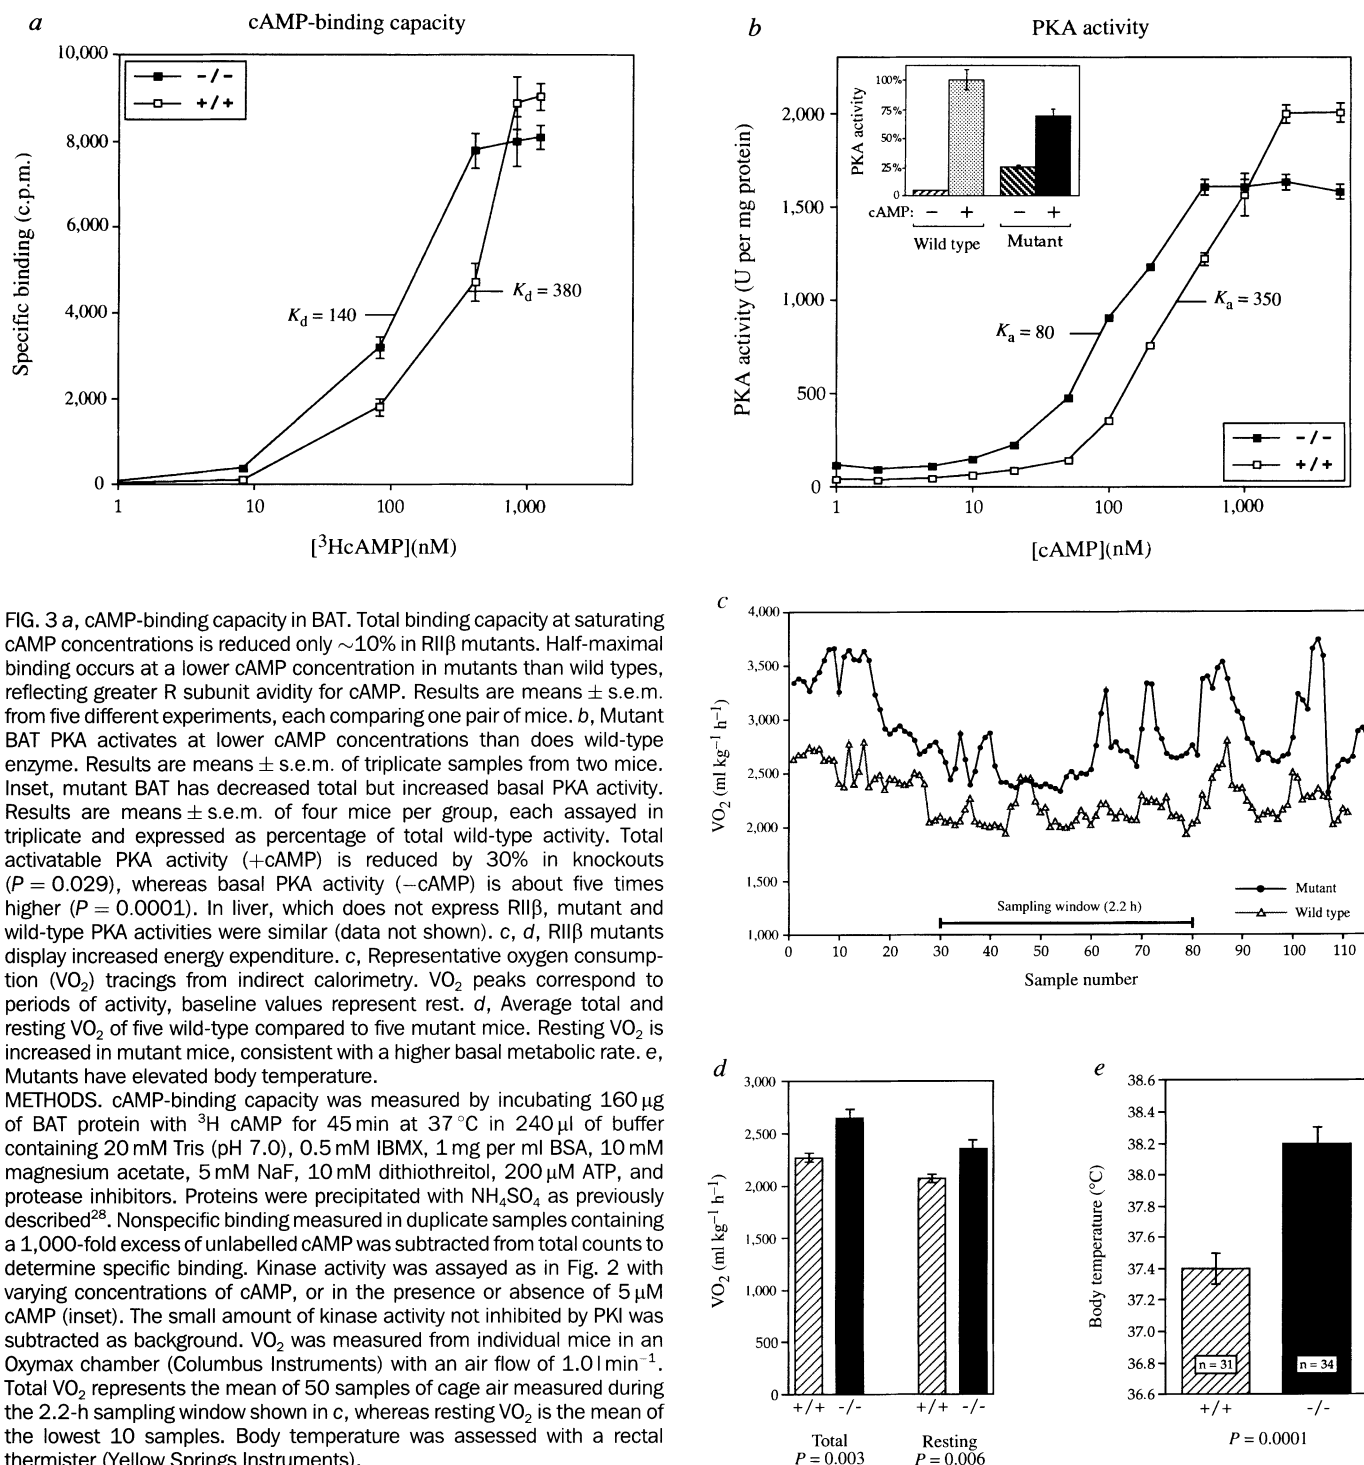 a
cAMP-binding capacity
10,000
8,000
6,000
4,000
2,000
0
Specific binding (c.p.m.)
-/-
+/+
Kd = 140
Kd = 380
1
10
100
1,000
[³HcAMP](nM)
b
PKA activity
2,000
1,500
1,000
500
0
PKA activity (U per mg protein)
100%
75%
50%
25%
0
PKA activity
cAMP: − + − +
Wild type Mutant
Ka = 80
Ka = 350
-/-
+/+
1
10
100
1,000
[cAMP](nM)
FIG. 3 a, cAMP-binding capacity in BAT. Total binding capacity at saturating
cAMP concentrations is reduced only ~10% in RIIβ mutants. Half-maximal
binding occurs at a lower cAMP concentration in mutants than wild types,
reflecting greater R subunit avidity for cAMP. Results are means ± s.e.m.
from five different experiments, each comparing one pair of mice. b, Mutant
BAT PKA activates at lower cAMP concentrations than does wild-type
enzyme. Results are means ± s.e.m. of triplicate samples from two mice.
Inset, mutant BAT has decreased total but increased basal PKA activity.
Results are means ± s.e.m. of four mice per group, each assayed in
triplicate and expressed as percentage of total wild-type activity. Total
activatable PKA activity (+cAMP) is reduced by 30% in knockouts
(P = 0.029), whereas basal PKA activity (−cAMP) is about five times
higher (P = 0.0001). In liver, which does not express RIIβ, mutant and
wild-type PKA activities were similar (data not shown). c, d, RIIβ mutants
display increased energy expenditure. c, Representative oxygen consump-
tion (VO₂) tracings from indirect calorimetry. VO₂ peaks correspond to
periods of activity, baseline values represent rest. d, Average total and
resting VO₂ of five wild-type compared to five mutant mice. Resting VO₂ is
increased in mutant mice, consistent with a higher basal metabolic rate. e,
Mutants have elevated body temperature.
METHODS. cAMP-binding capacity was measured by incubating 160 µg
of BAT protein with ³H cAMP for 45 min at 37 °C in 240 µl of buffer
containing 20 mM Tris (pH 7.0), 0.5 mM IBMX, 1 mg per ml BSA, 10 mM
magnesium acetate, 5 mM NaF, 10 mM dithiothreitol, 200 µM ATP, and
protease inhibitors. Proteins were precipitated with NH₄SO₄ as previously
described²⁸. Nonspecific binding measured in duplicate samples containing
a 1,000-fold excess of unlabelled cAMP was subtracted from total counts to
determine specific binding. Kinase activity was assayed as in Fig. 2 with
varying concentrations of cAMP, or in the presence or absence of 5 µM
cAMP (inset). The small amount of kinase activity not inhibited by PKI was
subtracted as background. VO₂ was measured from individual mice in an
Oxymax chamber (Columbus Instruments) with an air flow of 1.0 l min⁻¹.
Total VO₂ represents the mean of 50 samples of cage air measured during
the 2.2-h sampling window shown in c, whereas resting VO₂ is the mean of
the lowest 10 samples. Body temperature was assessed with a rectal
thermister (Yellow Springs Instruments).
c
4,000
3,500
3,000
2,500
2,000
1,500
1,000
VO₂ (ml kg⁻¹ h⁻¹)
Mutant
Wild type
Sampling window (2.2 h)
0 10 20 30 40 50 60 70 80 90 100 110
Sample number
d
3,000
2,500
2,000
1,500
1,000
500
0
VO₂ (ml kg⁻¹ h⁻¹)
+/+ -/- +/+ -/-
Total Resting
P = 0.003 P = 0.006
e
38.6
38.4
38.2
38.0
37.8
37.6
37.4
37.2
37.0
36.8
36.6
Body temperature (°C)
n = 31 n = 34
+/+ -/-
P = 0.0001